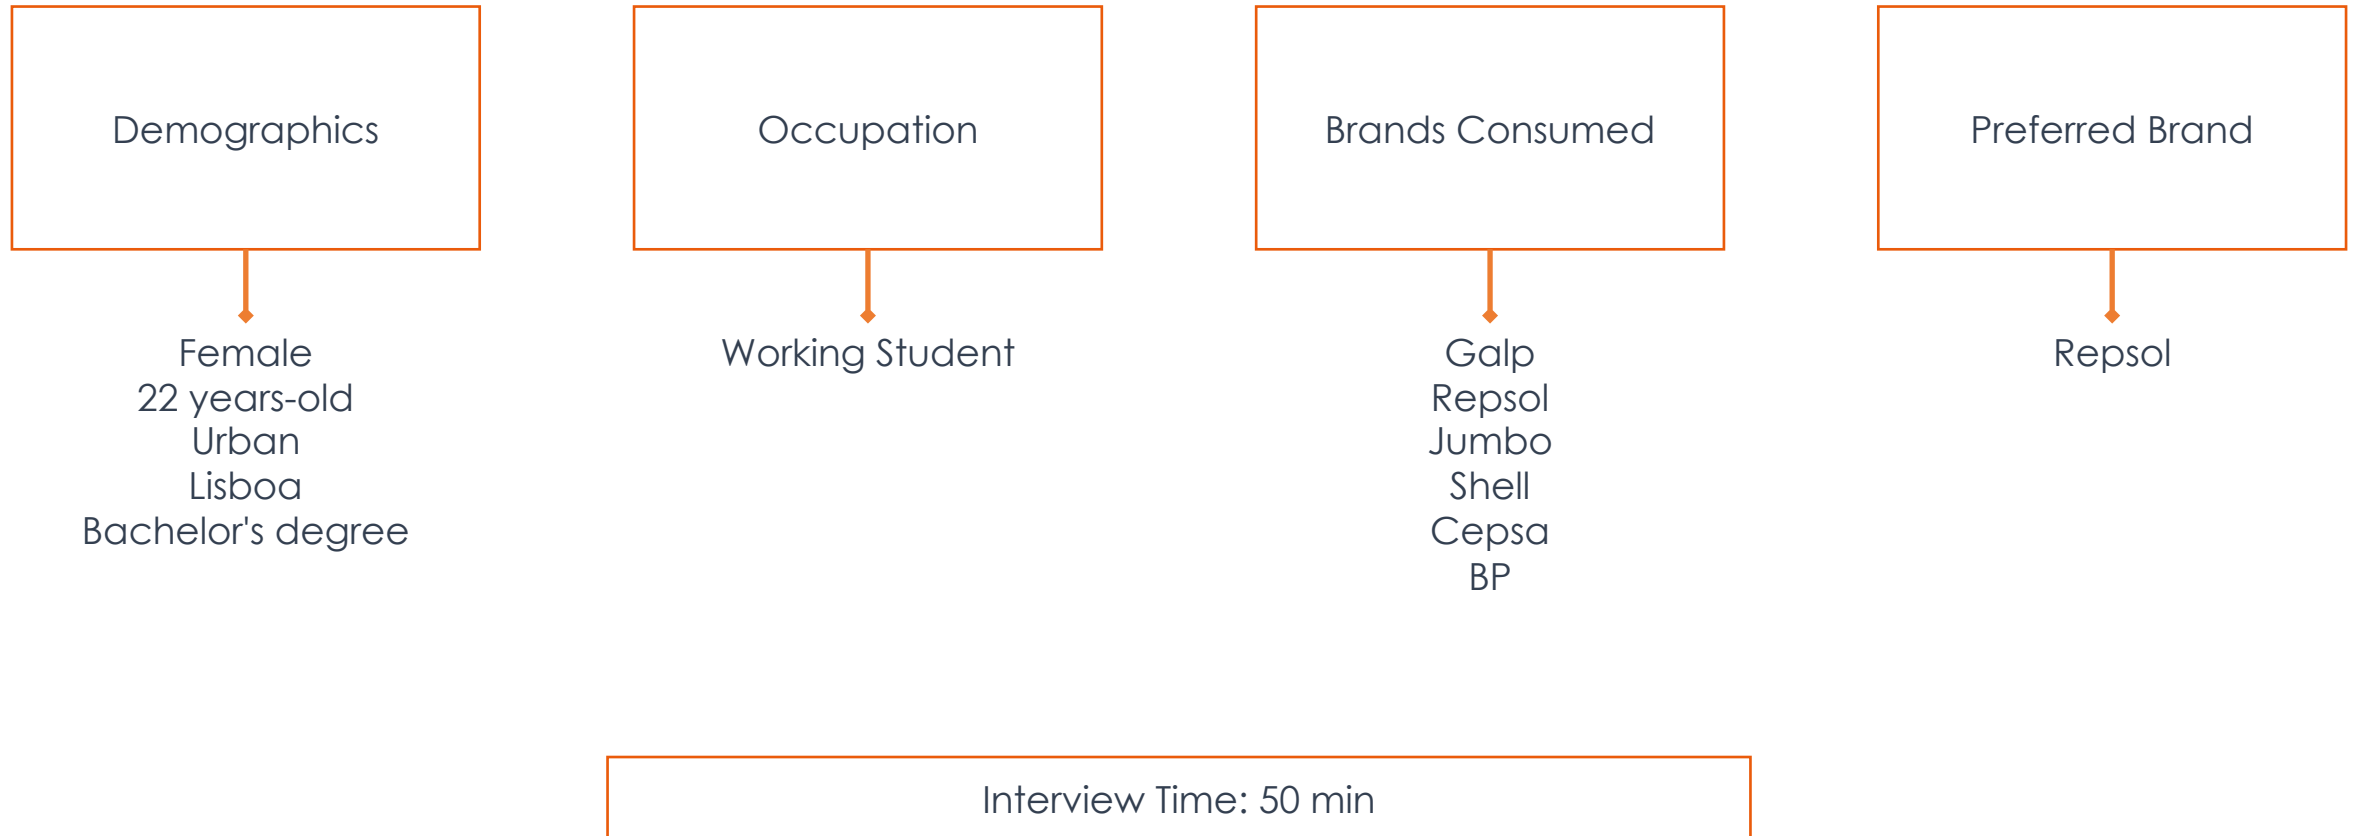 Demographics
Female
22 years-old
Urban
Lisboa
Bachelor's degree
Occupation
Working Student
Brands Consumed
Galp
Repsol
Jumbo
Shell
Cepsa
BP
Preferred Brand
Repsol
Interview Time: 50 min